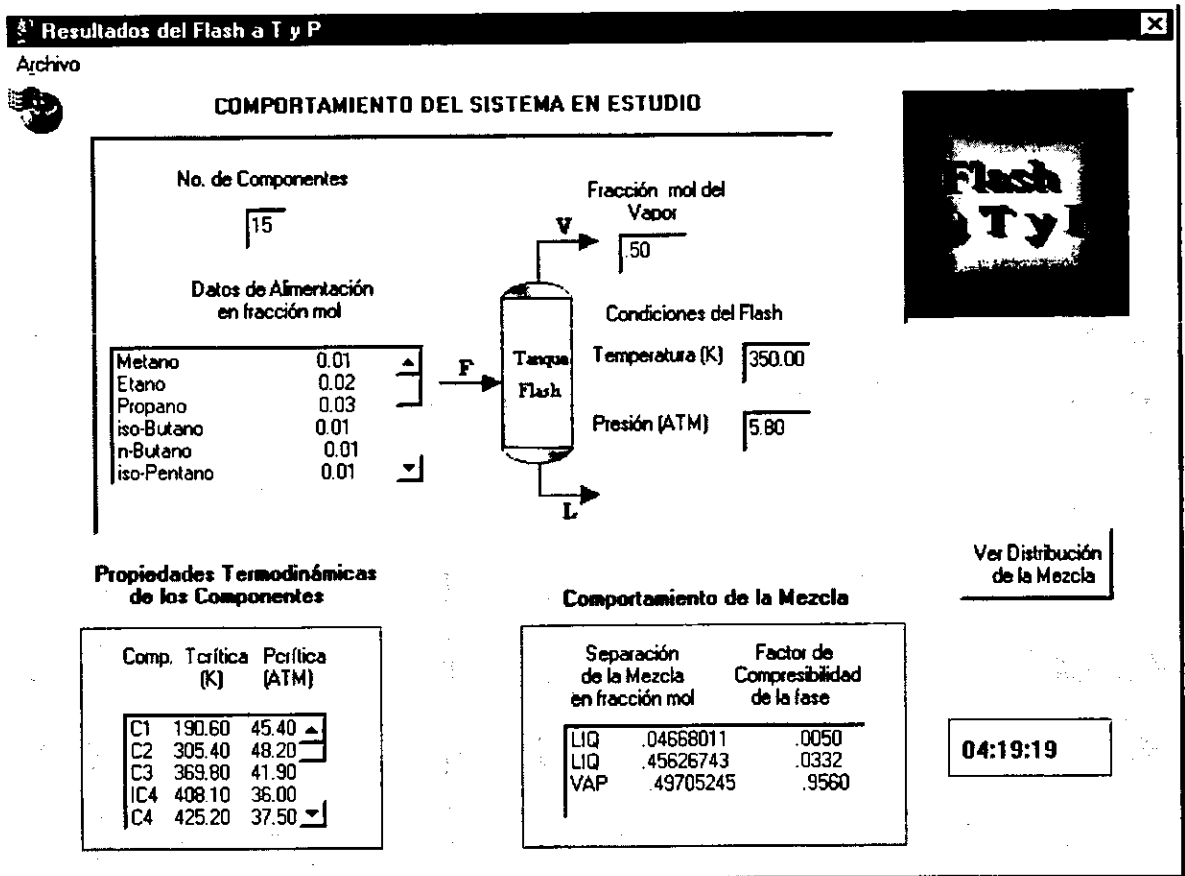 Resultados del Flash a T y P
Archivo
COMPORTAMIENTO DEL SISTEMA EN ESTUDIO
No. de Componentes
15
Datos de Alimentación
en fracción mol
Metano 0.01
Etano 0.02
Propano 0.03
iso-Butano 0.01
n-Butano 0.01
iso-Pentano 0.01
F
V
Tanque
Flash
L
Fracción mol del
Vapor
.50
Condiciones del Flash
Temperatura (K) 350.00
Presión (ATM) 5.80
Flash
T y
Propiedades Termodinámicas
de los Componentes
Comp. Tcrítica Pcrítica
(K) (ATM)
C1 190.60 45.40
C2 305.40 48.20
C3 369.80 41.90
IC4 408.10 36.00
C4 425.20 37.50
Comportamiento de la Mezcla
Separación
de la Mezcla
en fracción mol
Factor de
Compresibilidad
de la fase
LIQ .04668011 .0050
LIQ .45626743 .0332
VAP .49705245 .9560
Ver Distribución
de la Mezcla
04:19:19